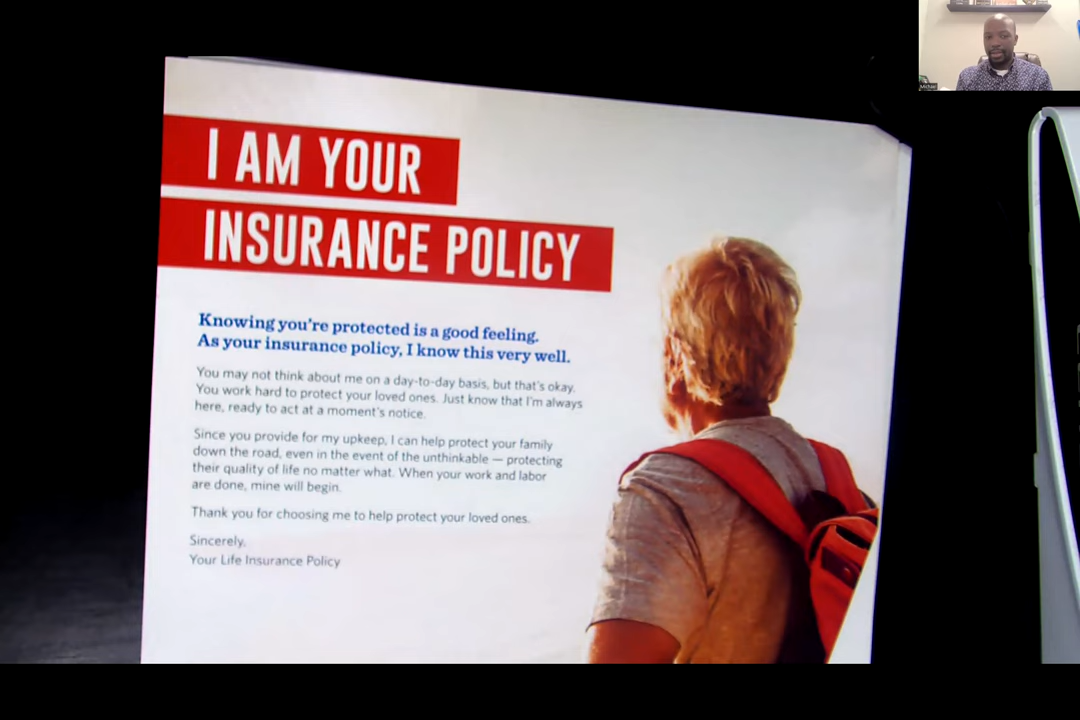 Michael
I AM YOUR
INSURANCE POLICY
Knowing you're protected is a good feeling.
As your insurance policy, I know this very well.
You may not think about me on a day-to-day basis, but that's okay.
You work hard to protect your loved ones. Just know that I'm always
here, ready to act at a moment's notice.
Since you provide for my upkeep, I can help protect your family
down the road, even in the event of the unthinkable — protecting
their quality of life no matter what. When your work and labor
are done, mine will begin.
Thank you for choosing me to help protect your loved ones.
Sincerely,
Your Life Insurance Policy